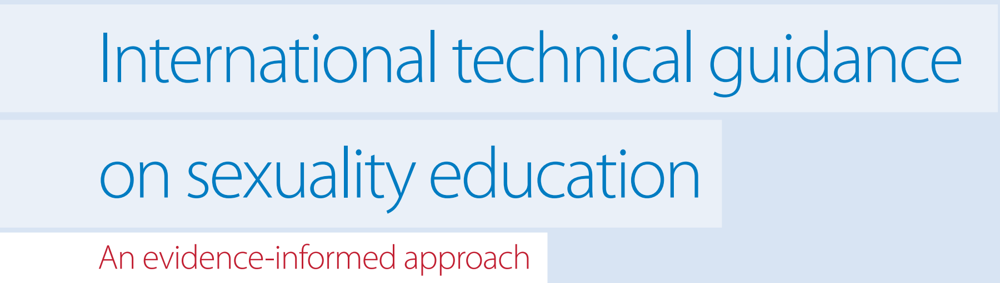 International technical guidance
on sexuality education
An evidence-informed approach